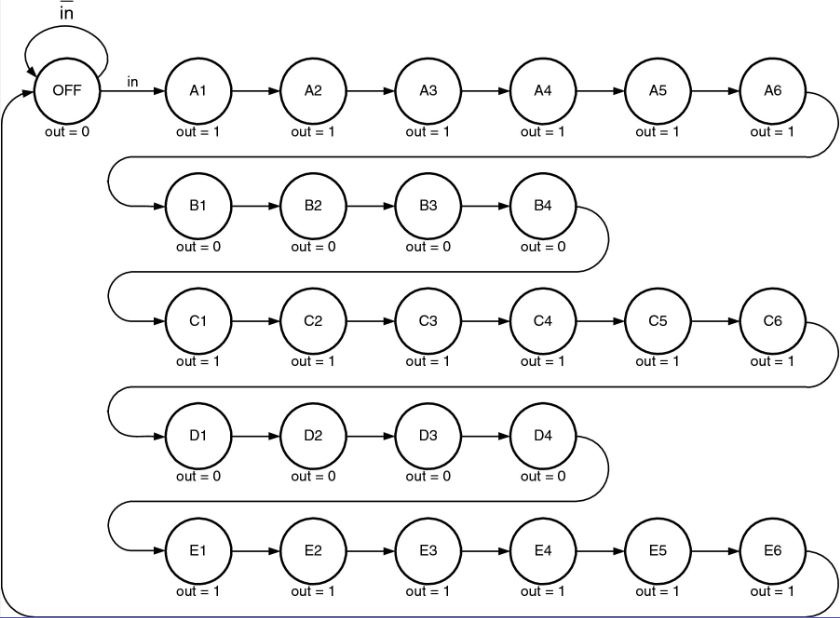 in
OFF in A1 A2 A3 A4 A5 A6
out = 0 out = 1 out = 1 out = 1 out = 1 out = 1 out = 1
B1 B2 B3 B4
out = 0 out = 0 out = 0 out = 0
C1 C2 C3 C4 C5 C6
out = 1 out = 1 out = 1 out = 1 out = 1 out = 1
D1 D2 D3 D4
out = 0 out = 0 out = 0 out = 0
E1 E2 E3 E4 E5 E6
out = 1 out = 1 out = 1 out = 1 out = 1 out = 1